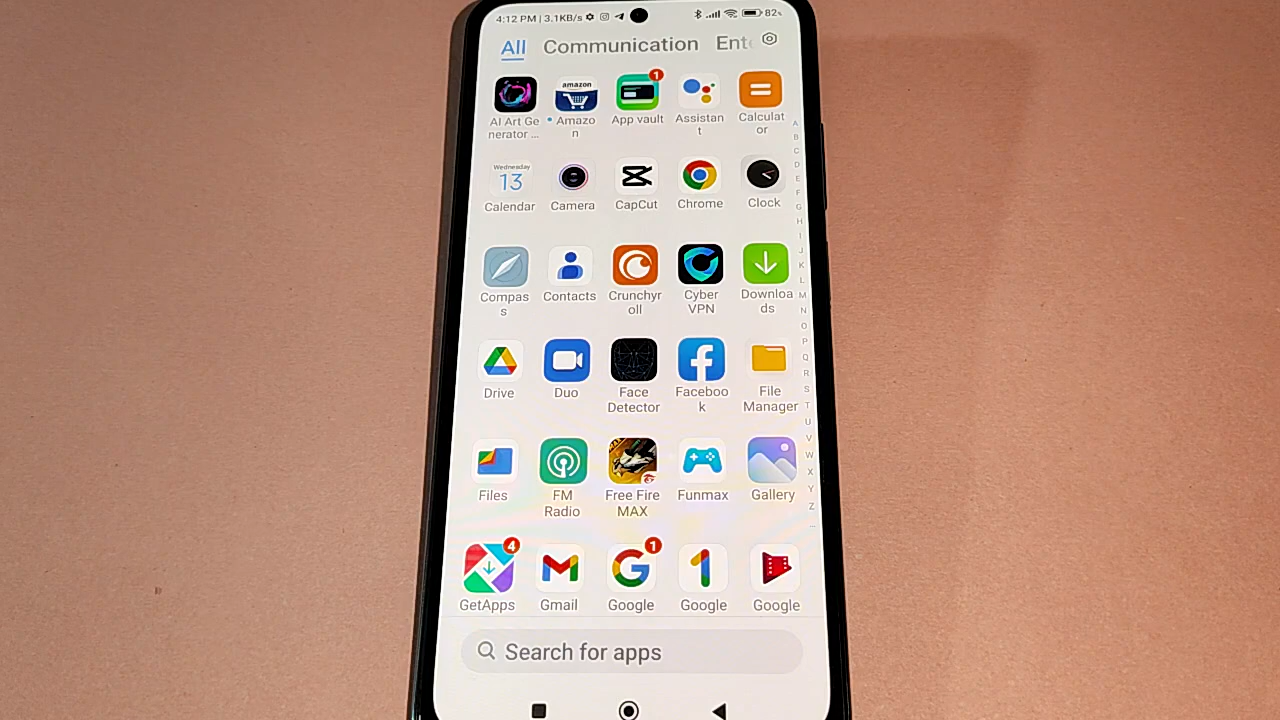 4:12 PM | 3.1KB/s 82%
All Communication Ente
AI Art Ge
nerator ...
amazon
Amazo
n
1
App vault
Assistan
t
Calculat
or
Wednesday
13
Calendar
Camera
CapCut
Chrome
Clock
Compas
s
Contacts
Crunchyr
oll
Cyber
VPN
Downloa
ds
Drive
Duo
Face
Detector
Faceboo
k
File
Manager
Files
FM
Radio
Free Fire
MAX
Funmax
Gallery
4
GetApps
Gmail
1
Google
Google
Google
A
B
C
D
E
F
G
H
I
J
K
L
M
N
O
P
Q
R
S
T
U
V
W
X
Y
Z
...
Search for apps